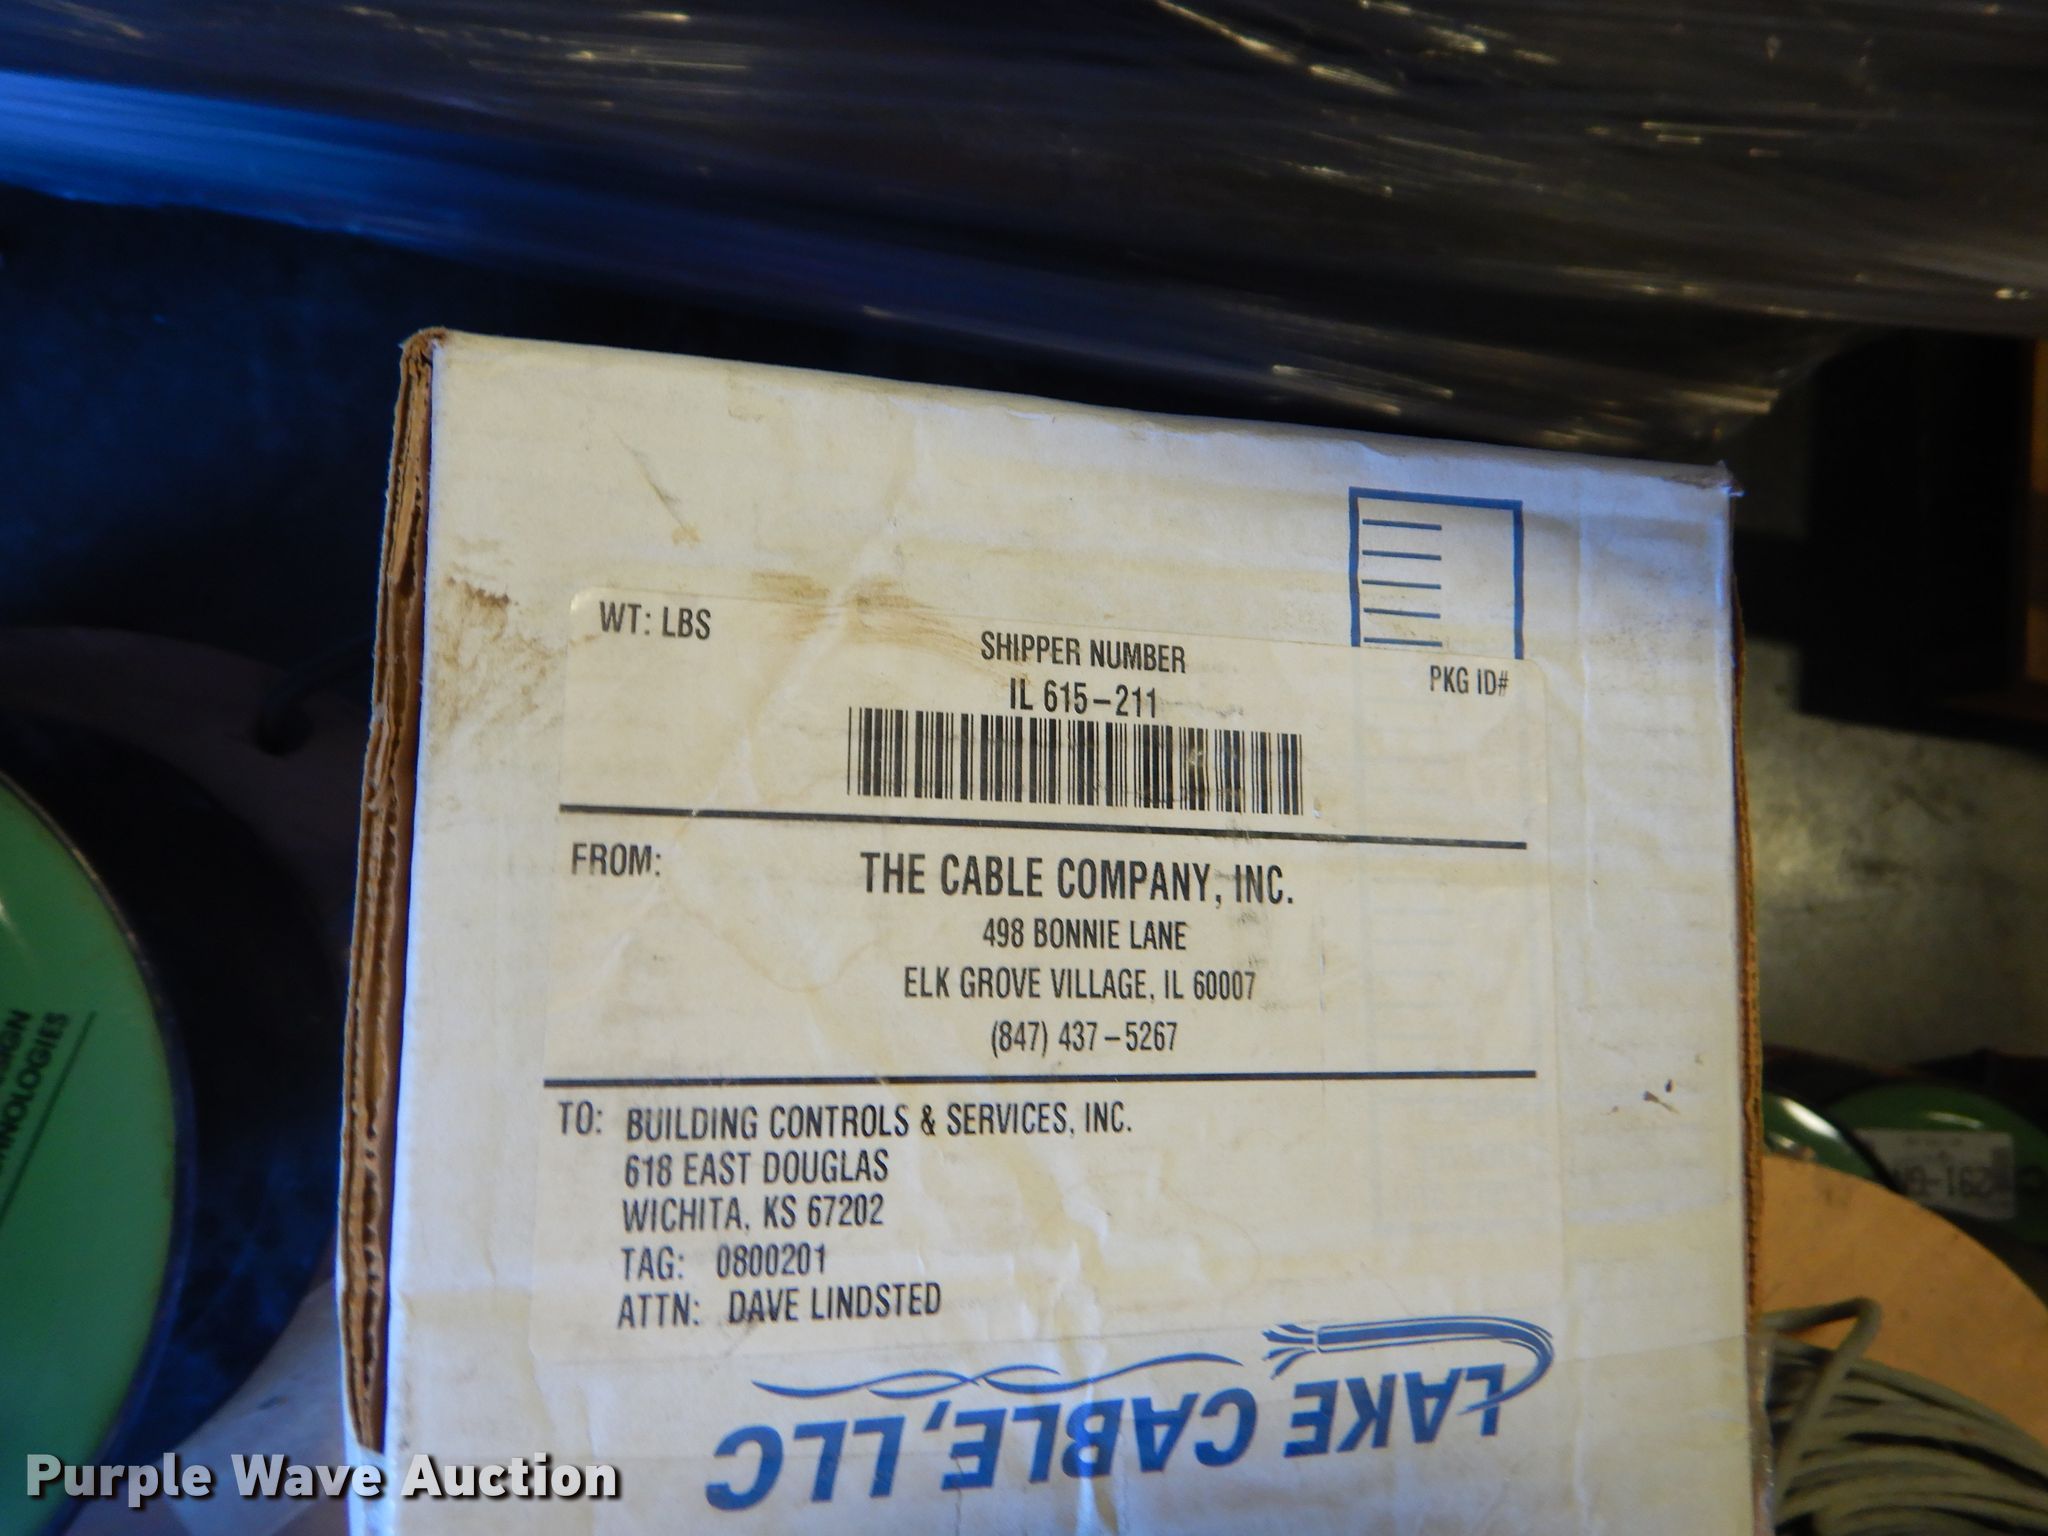 WT: LBS
SHIPPER NUMBER
IL 615-211
PKG ID#
FROM:
THE CABLE COMPANY, INC.
498 BONNIE LANE
ELK GROVE VILLAGE, IL 60007
(847) 437-5267
TO: BUILDING CONTROLS & SERVICES, INC.
618 EAST DOUGLAS
WICHITA, KS 67202
TAG: 0800201
ATTN: DAVE LINDSTED
LAKE CABLE, LLC
Purple Wave Auction